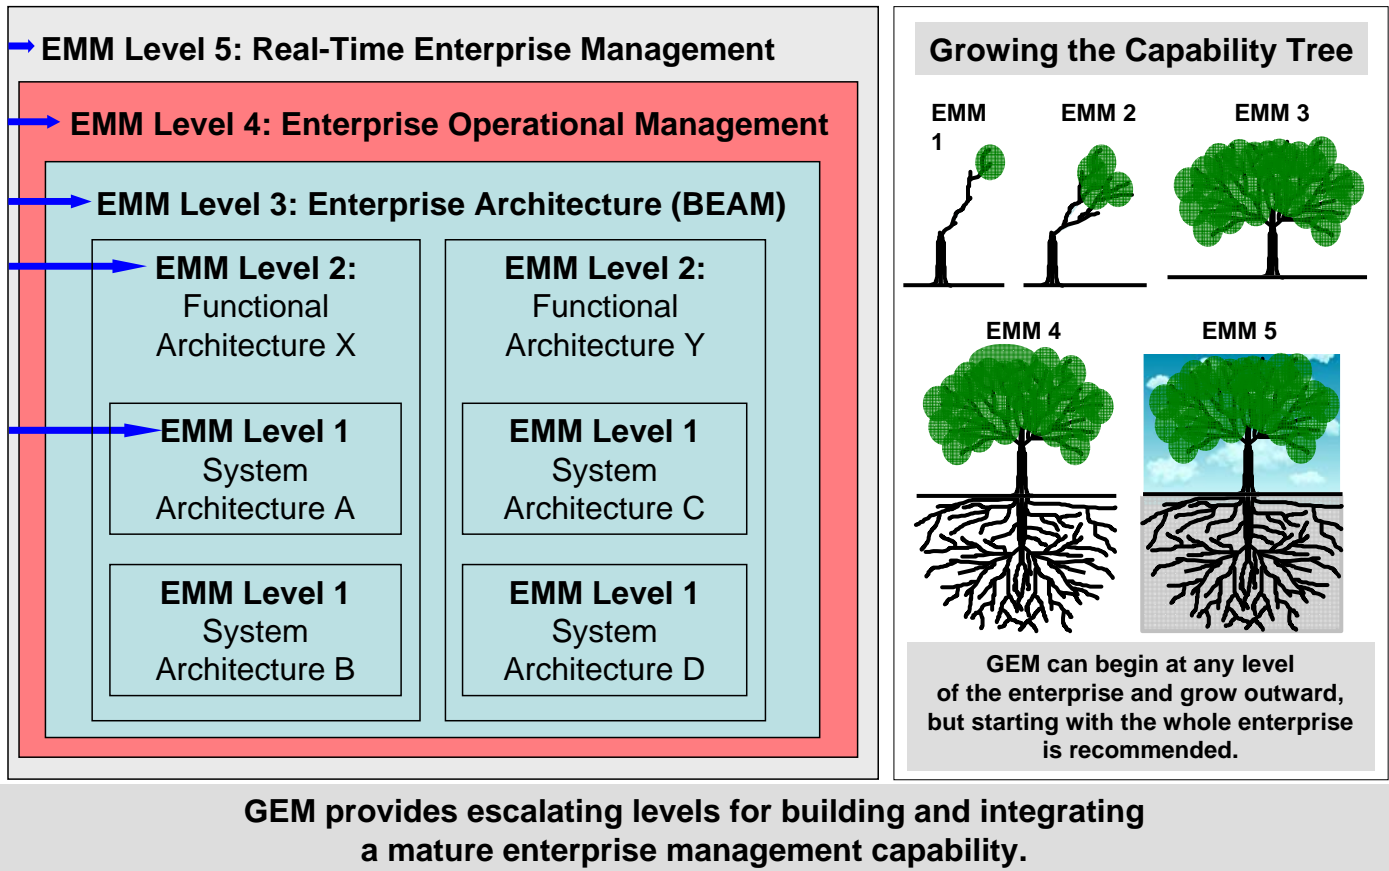 EMM Level 5: Real-Time Enterprise Management
EMM Level 4: Enterprise Operational Management
EMM Level 3: Enterprise Architecture (BEAM)
EMM Level 2:
Functional
Architecture X
EMM Level 1
System
Architecture A
EMM Level 1
System
Architecture B
EMM Level 2:
Functional
Architecture Y
EMM Level 1
System
Architecture C
EMM Level 1
System
Architecture D
Growing the Capability Tree
EMM
1
EMM 2
EMM 3
EMM 4
EMM 5
GEM can begin at any level
of the enterprise and grow outward,
but starting with the whole enterprise
is recommended.
GEM provides escalating levels for building and integrating
a mature enterprise management capability.